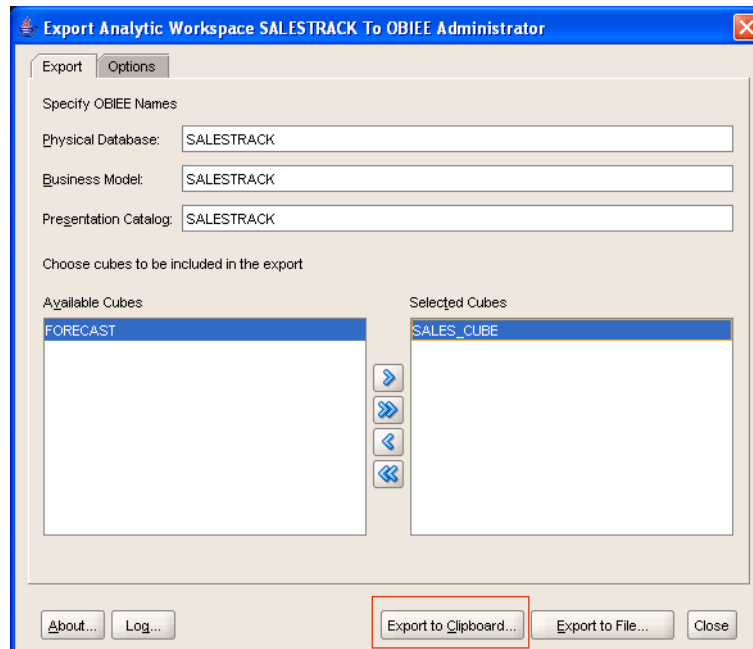 Export Analytic Workspace SALESTRACK To OBIEE Administrator
Export Options
Specify OBIEE Names
Physical Database: SALESTRACK
Business Model: SALESTRACK
Presentation Catalog: SALESTRACK
Choose cubes to be included in the export
Available Cubes Selected Cubes
FORECAST SALES_CUBE
About... Log... Export to Clipboard... Export to File... Close